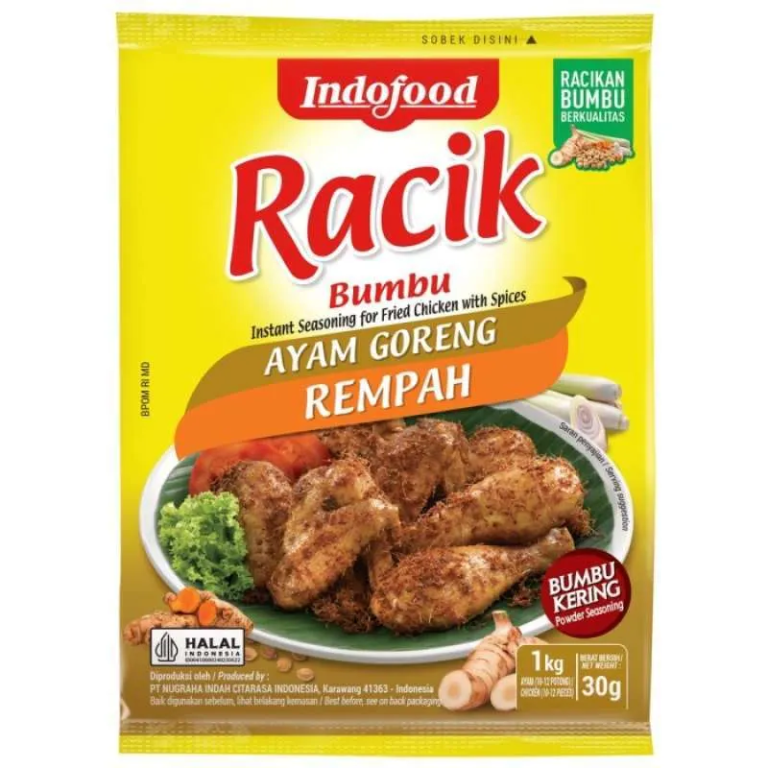 SOBEK DISINI ▲
Indofood
RACIKAN
BUMBU
BERKUALITAS
Racik
Bumbu
Instant Seasoning for Fried Chicken with Spices
AYAM GORENG
REMPAH
BPOM RI MD
Saran penyajian / Serving suggestion
BUMBU
KERING
Powder Seasoning
HALAL
INDONESIA
1kg
AYAM (10-12 POTONG) /
CHICKEN (10-12 PIECES)
BERAT BERSIH /
NET WEIGHT :
30g
Diproduksi oleh / Produced by :
PT NUGRAHA INDAH CITARASA INDONESIA, Karawang 41363 - Indonesia
Baik digunakan sebelum, lihat belakang kemasan / Best before, see on back packaging